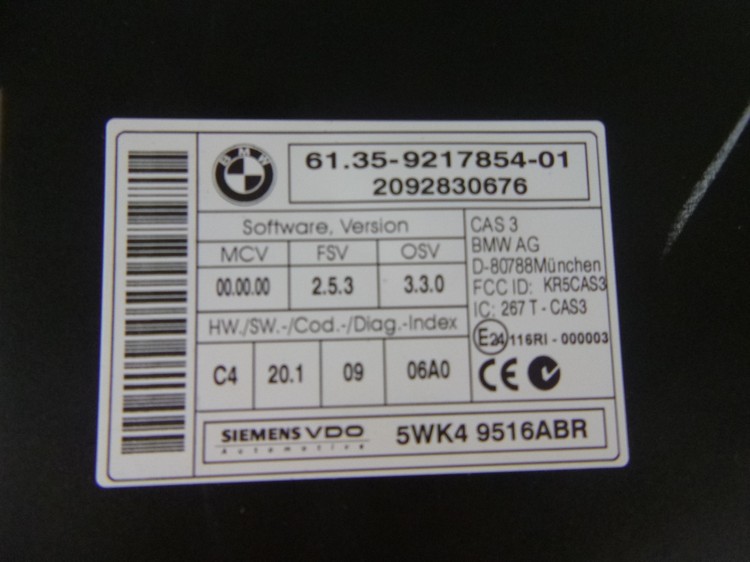 BMW
61.35-9217854-01
2092830676
Software, Version
MCV FSV OSV
00.00.00 2.5.3 3.3.0
HW./SW.-/Cod.-/Diag.-Index
C4 20.1 09 06A0
CAS 3
BMW AG
D-80788München
FCC ID: KR5CAS3
IC: 267 T - CAS3
E24 116RI - 000003
CE
SIEMENS VDO
Automotive
5WK4 9516ABR